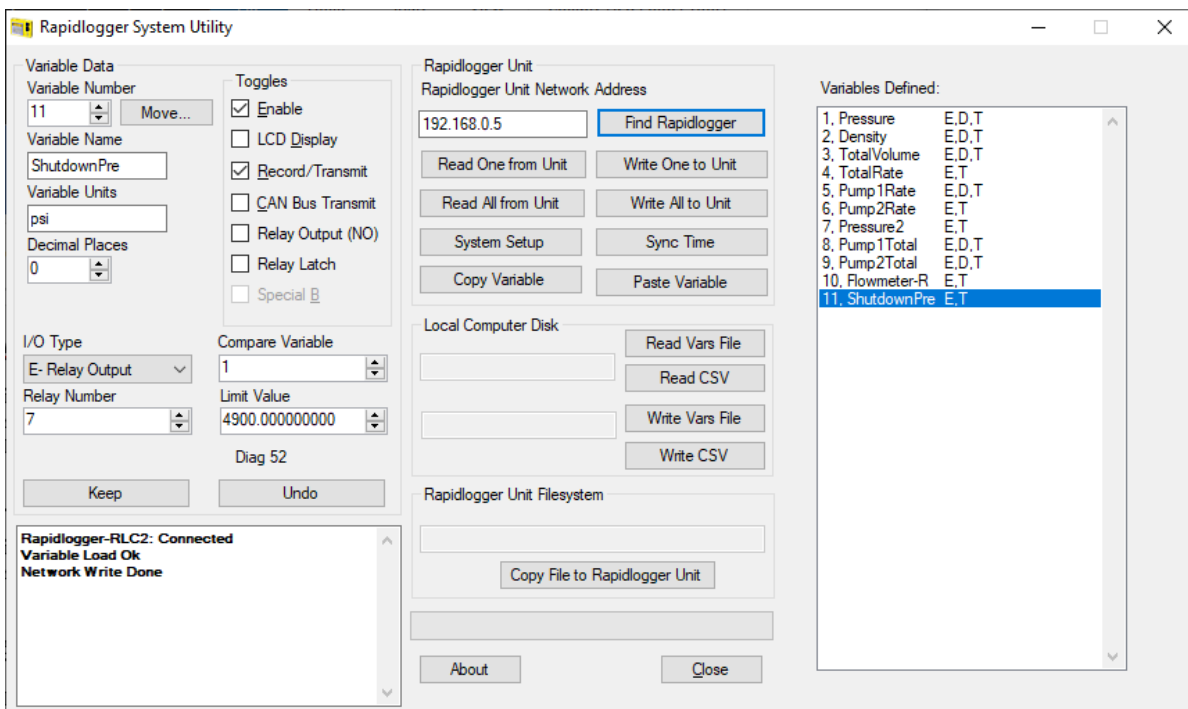 Rapidlogger System Utility
Variable Data
Variable Number
11
Move...
Variable Name
ShutdownPre
Variable Units
psi
Decimal Places
0
Toggles
Enable
LCD Display
Record/Transmit
CAN Bus Transmit
Relay Output (NO)
Relay Latch
Special B
I/O Type
E- Relay Output
Compare Variable
1
Relay Number
7
Limit Value
4900.000000000
Diag 52
Keep
Undo
Rapidlogger-RLC2: Connected
Variable Load Ok
Network Write Done
Rapidlogger Unit
Rapidlogger Unit Network Address
192.168.0.5
Find Rapidlogger
Read One from Unit
Write One to Unit
Read All from Unit
Write All to Unit
System Setup
Sync Time
Copy Variable
Paste Variable
Local Computer Disk
Read Vars File
Read CSV
Write Vars File
Write CSV
Rapidlogger Unit Filesystem
Copy File to Rapidlogger Unit
About
Close
Variables Defined:
1, Pressure E,D,T
2, Density E,D,T
3, TotalVolume E,D,T
4, TotalRate E,T
5, Pump1Rate E,D,T
6, Pump2Rate E,T
7, Pressure2 E,T
8, Pump1Total E,D,T
9, Pump2Total E,D,T
10, Flowmeter-R E,T
11, ShutdownPre E,T